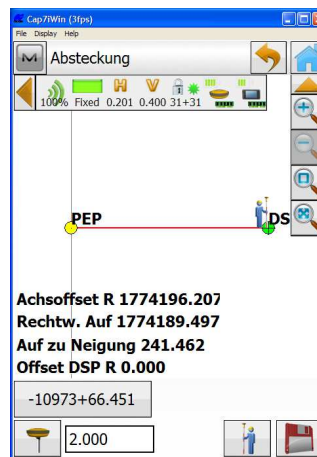 Cap7iWin (3fps)
File Display Help
Absteckung
H V
100% Fixed 0.201 0.400 31+31
PEP DS
Achsoffset R 1774196.207
Rechtw. Auf 1774189.497
Auf zu Neigung 241.462
Offset DSP R 0.000
-10973+66.451
2.000